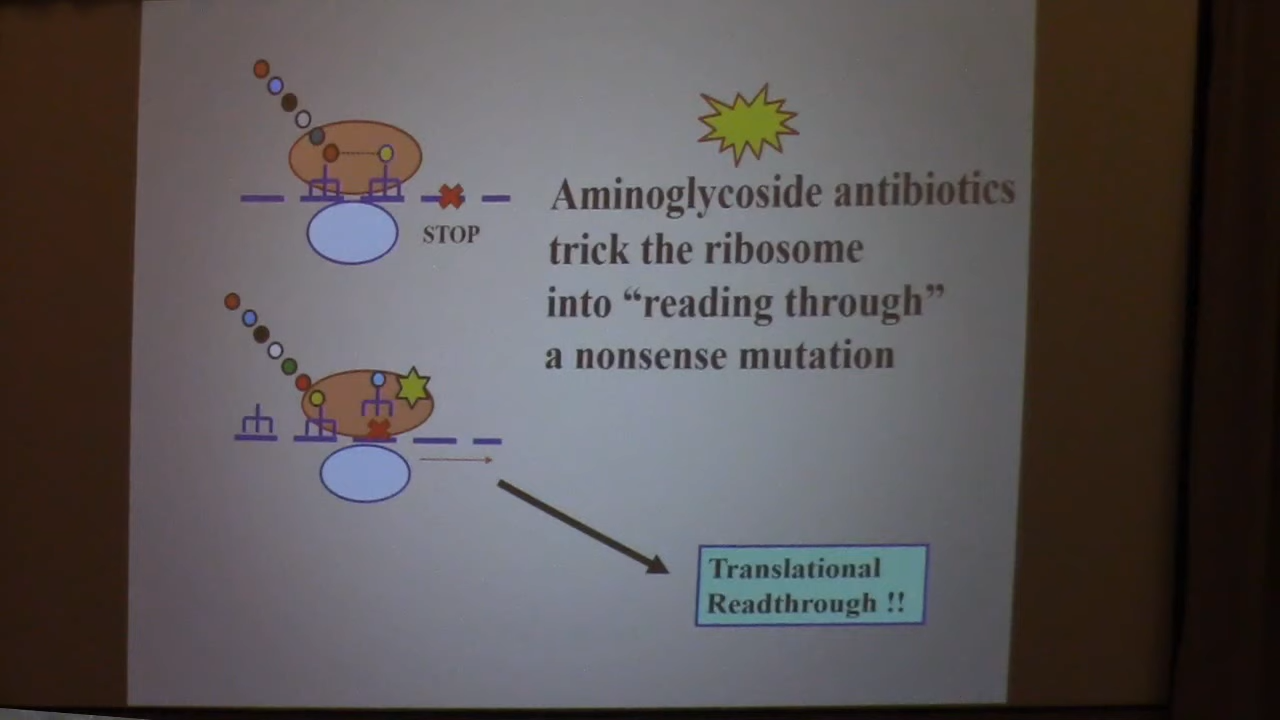 STOP
Aminoglycoside antibiotics
trick the ribosome
into “reading through”
a nonsense mutation
Translational
Readthrough !!